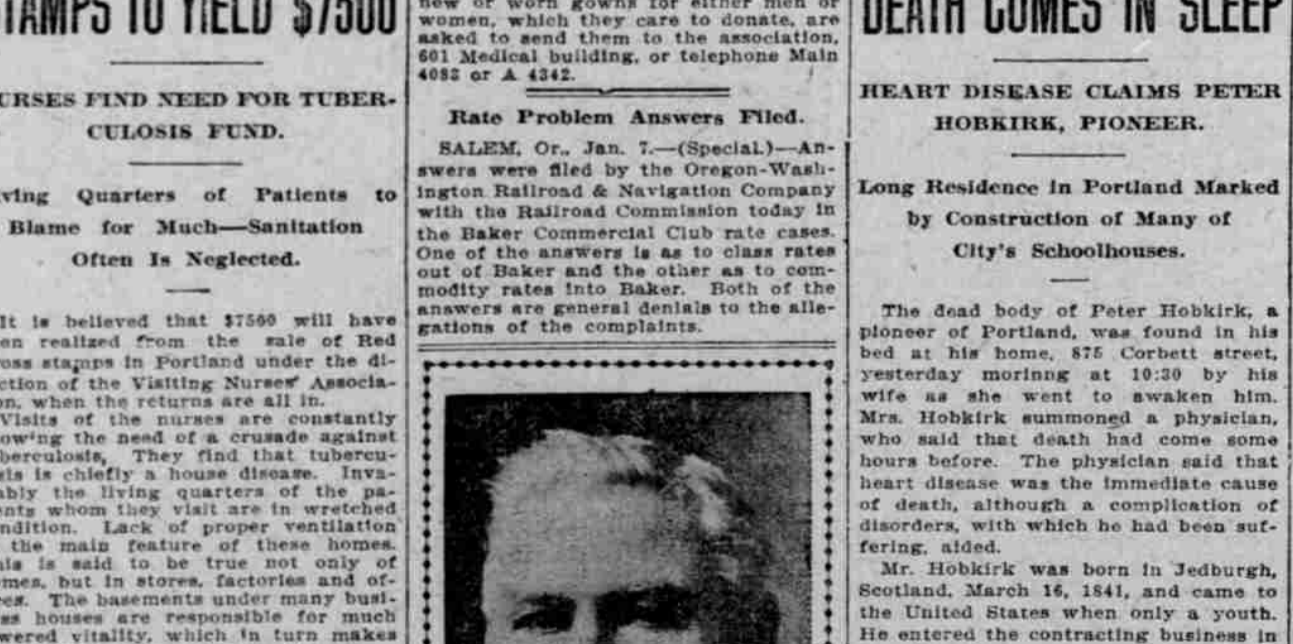 TAMPS TO YIELD $7500
URSES FIND NEED FOR TUBER-
CULOSIS FUND.
ving Quarters of Patients to
Blame for Much—Sanitation
Often Is Neglected.
It is believed that $7500 will have
en realized from the sale of Red
oss stamps in Portland under the di-
ction of the Visiting Nurses' Associa-
on, when the returns are all in.
Visits of the nurses are constantly
owing the need of a crusade against
berculosis, They find that tubercu-
sis is chiefly a house disease. Inva-
ably the living quarters of the pa-
ents whom they visit are in wretched
ndition. Lack of proper ventilation
the main feature of these homes.
his is said to be true not only of
mes, but in stores, factories and of-
ces. The basements under many busi-
ss houses are responsible for much
wered vitality, which in turn makes
new or worn gowns for either men or
women, which they care to donate, are
asked to send them to the association,
601 Medical building, or telephone Main
4083 or A 4342.
Rate Problem Answers Filed.
SALEM, Or., Jan. 7.—(Special.)—An-
swers were filed by the Oregon-Wash-
ington Railroad & Navigation Company
with the Railroad Commission today in
the Baker Commercial Club rate cases.
One of the answers is as to class rates
out of Baker and the other as to com-
modity rates into Baker. Both of the
answers are general denials to the alle-
gations of the complaints.
DEATH COMES IN SLEEP
HEART DISEASE CLAIMS PETER
HOBKIRK, PIONEER.
Long Residence in Portland Marked
by Construction of Many of
City's Schoolhouses.
The dead body of Peter Hobkirk, a
pioneer of Portland, was found in his
bed at his home, 875 Corbett street,
yesterday morinng at 10:30 by his
wife as she went to awaken him.
Mrs. Hobkirk summoned a physician,
who said that death had come some
hours before. The physician said that
heart disease was the immediate cause
of death, although a complication of
disorders, with which he had been suf-
fering, aided.
Mr. Hobkirk was born in Jedburgh,
Scotland, March 16, 1841, and came to
the United States when only a youth.
He entered the contracting business in